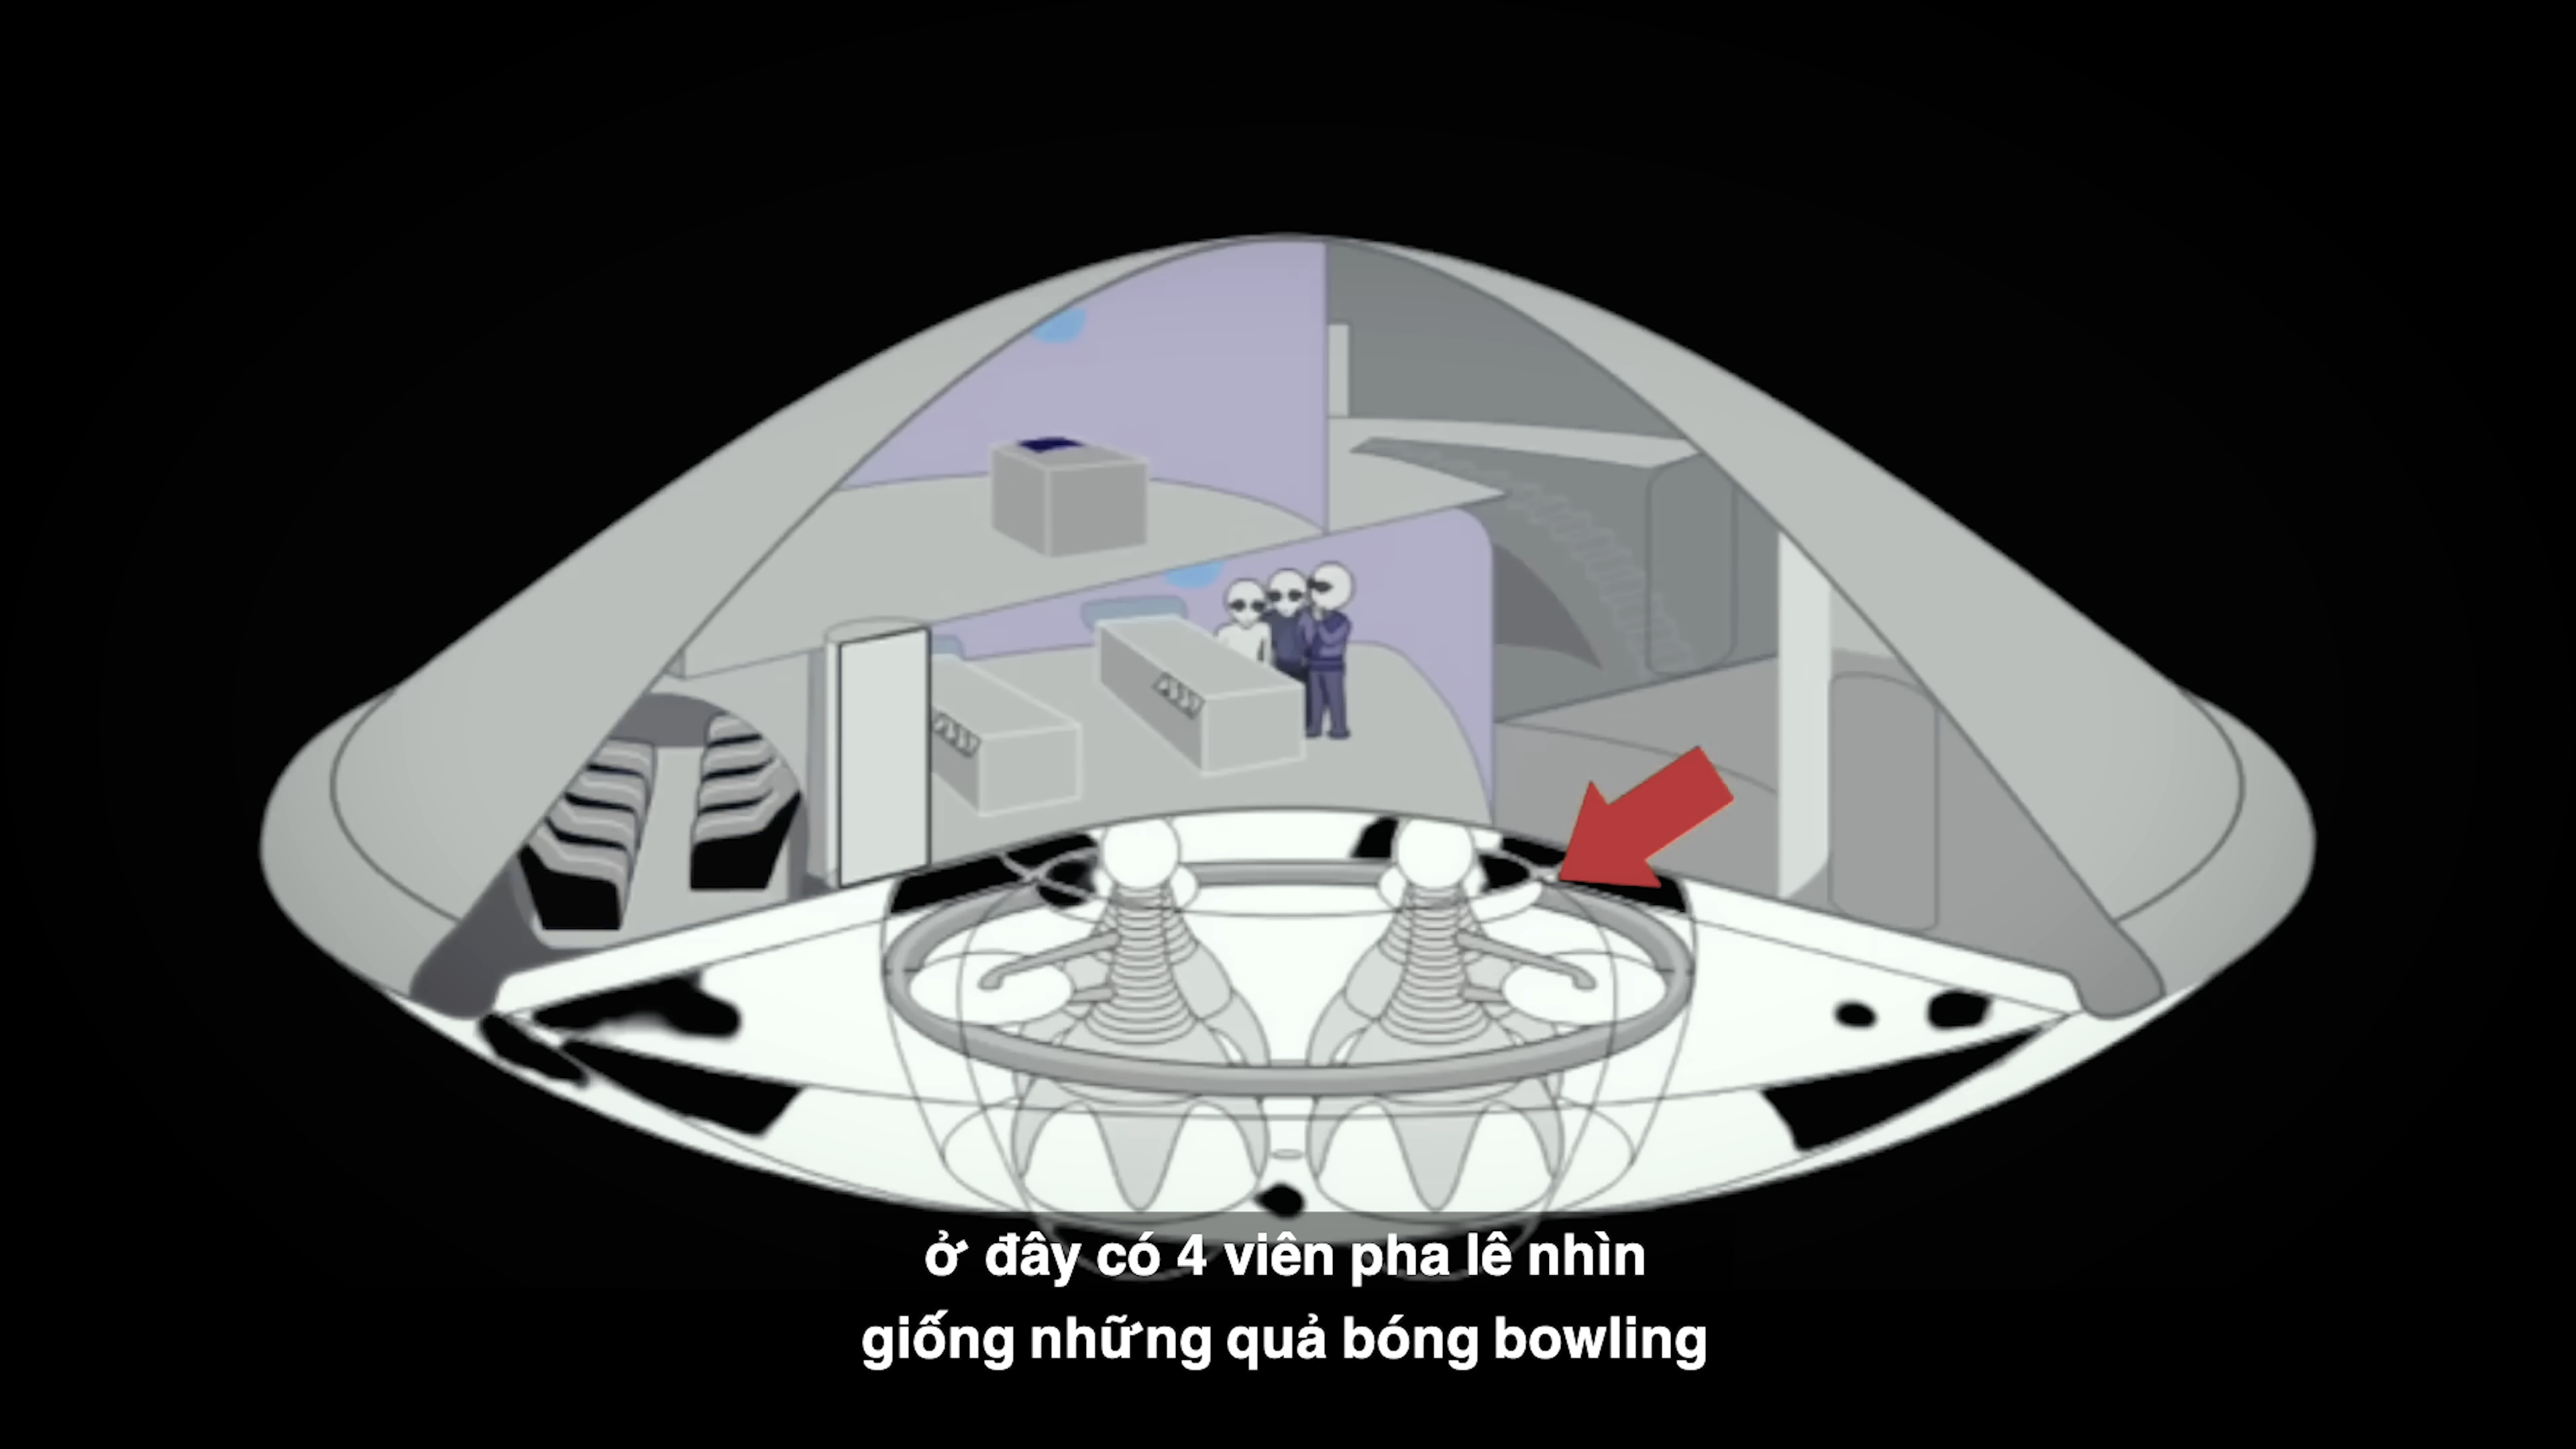 ở đây có 4 viên pha lê nhìn
giống những quả bóng bowling